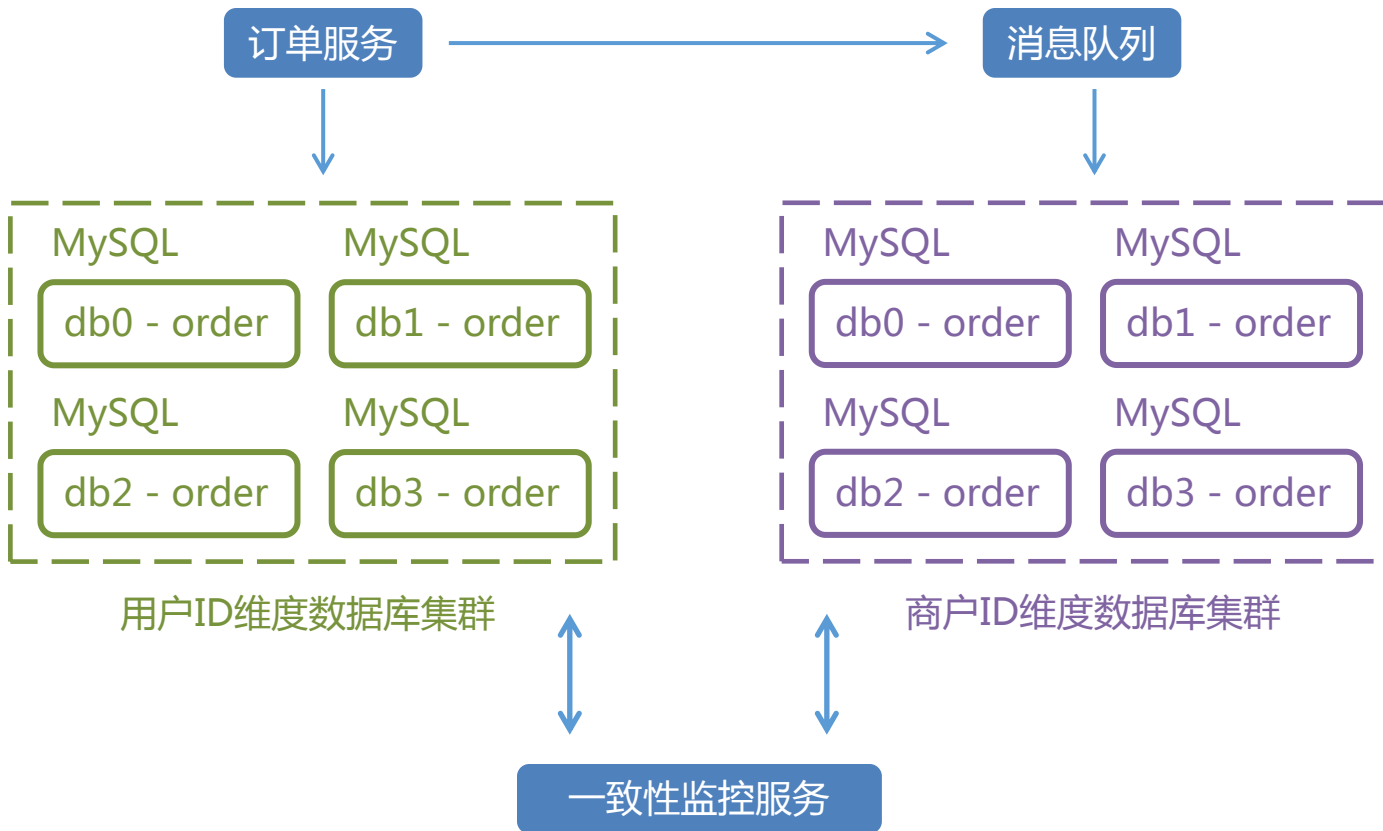 订单服务
消息队列
MySQL MySQL
db0 - order db1 - order
MySQL MySQL
db2 - order db3 - order
用户ID维度数据库集群
MySQL MySQL
db0 - order db1 - order
MySQL MySQL
db2 - order db3 - order
商户ID维度数据库集群
一致性监控服务